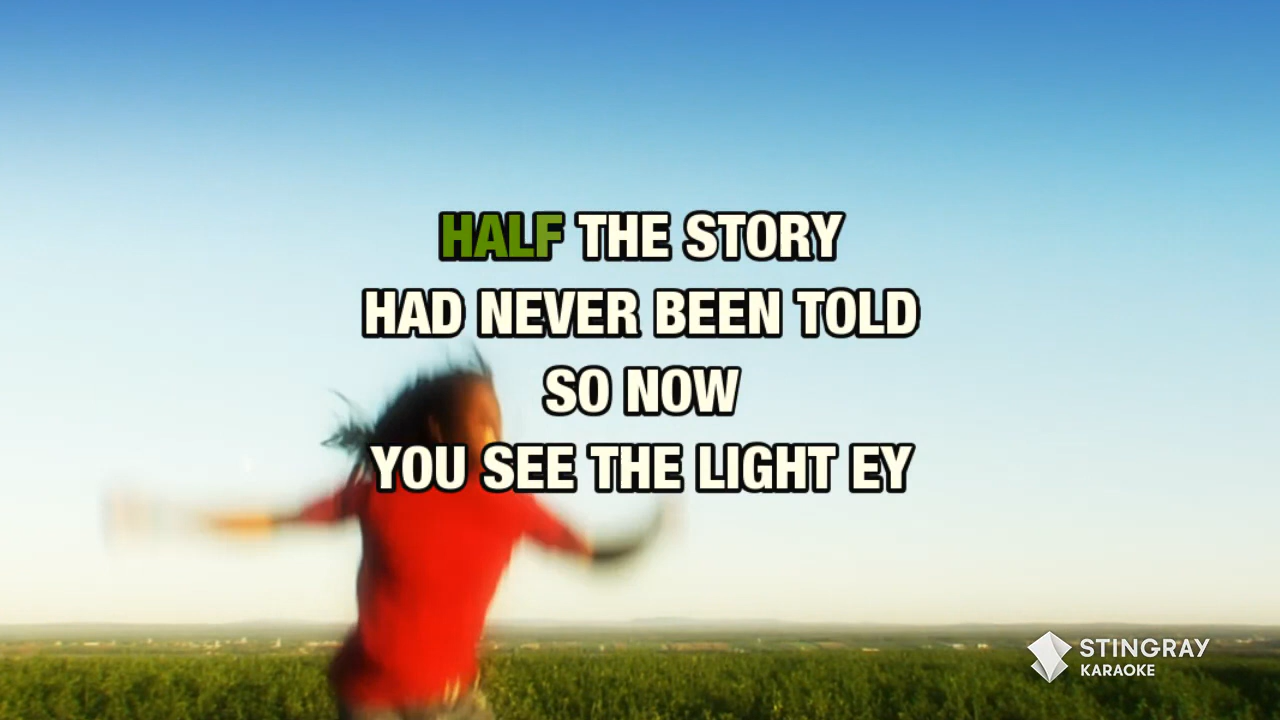 HALF THE STORY
HAD NEVER BEEN TOLD
SO NOW
YOU SEE THE LIGHT EY
STINGRAY
KARAOKE